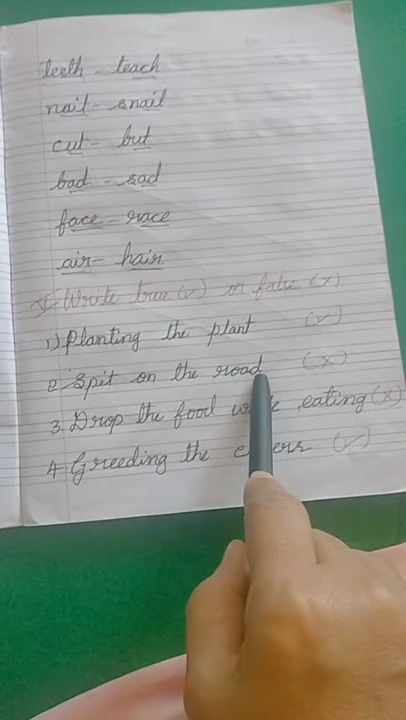 teeth - teach
nail - snail
cut - but
bad - sad
face - race
air - hair
V Write true (✓) or false (x)
1) Planting the plant (✓)
2 Spit on the road (x)
3. Drop the food eating (x)
4. Greeding the (✓)